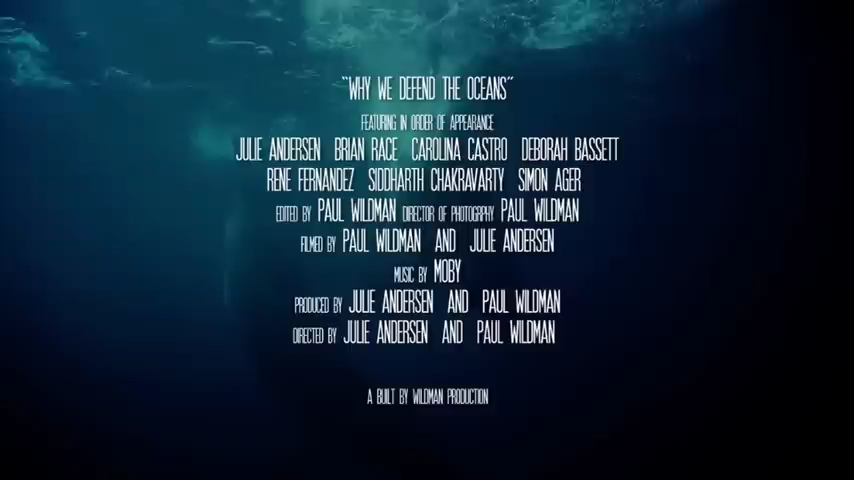 "WHY WE DEFEND THE OCEANS"
FEATURING IN ORDER OF APPEARANCE
JULIE ANDERSEN BRIAN RACE CAROLINA CASTRO DEBORAH BASSETT
RENE FERNANDEZ SIDDHARTH CHAKRAVARTY SIMON AGER
EDITED BY PAUL WILDMAN DIRECTOR OF PHOTOGRPHY PAUL WILDMAN
FILMED BY PAUL WILDMAN AND JULIE ANDERSEN
MUSIC BY MOBY
PRODUCED BY JULIE ANDERSEN AND PAUL WILDMAN
DIRECTED BY JULIE ANDERSEN AND PAUL WILDMAN
A BUILT BY WILDMAN PRODUCTION